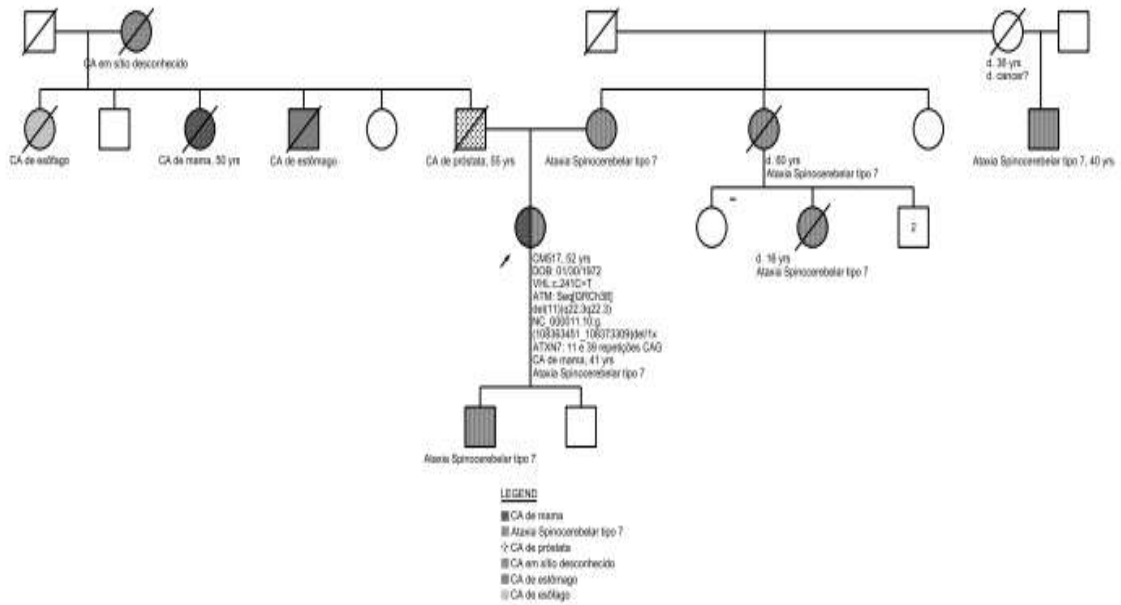 CA em sítio desconhecido
d. 38 yrs
d. cancer?
CA de esôfago
CA de mama, 50 yrs
CA de estômago
CA de próstata, 55 yrs
Ataxia Spinocerebelar tipo 7
d. 60 yrs
Ataxia Spinocerebelar tipo 7
Ataxia Spinocerebelar tipo 7, 40 yrs
2
d. 16 yrs
Ataxia Spinocerebelar tipo 7
CM517, 52 yrs
DOB: 01/00/1972
VHL c.241C>T
ATM: Seq[GRCh38]
del(11)(q22.3q22.3)
NC_000011.10:g.
(108363451_108373309)del/1x
ATXN7: 11 e 39 repetições CAG
CA de mama, 41 yrs
Ataxia Spinocerebelar tipo 7
Ataxia Spinocerebelar tipo 7
LEGEND
CA de mama
Ataxia Spinocerebelar tipo 7
CA de próstata
CA em sítio desconhecido
CA de estômago
CA de esôfago